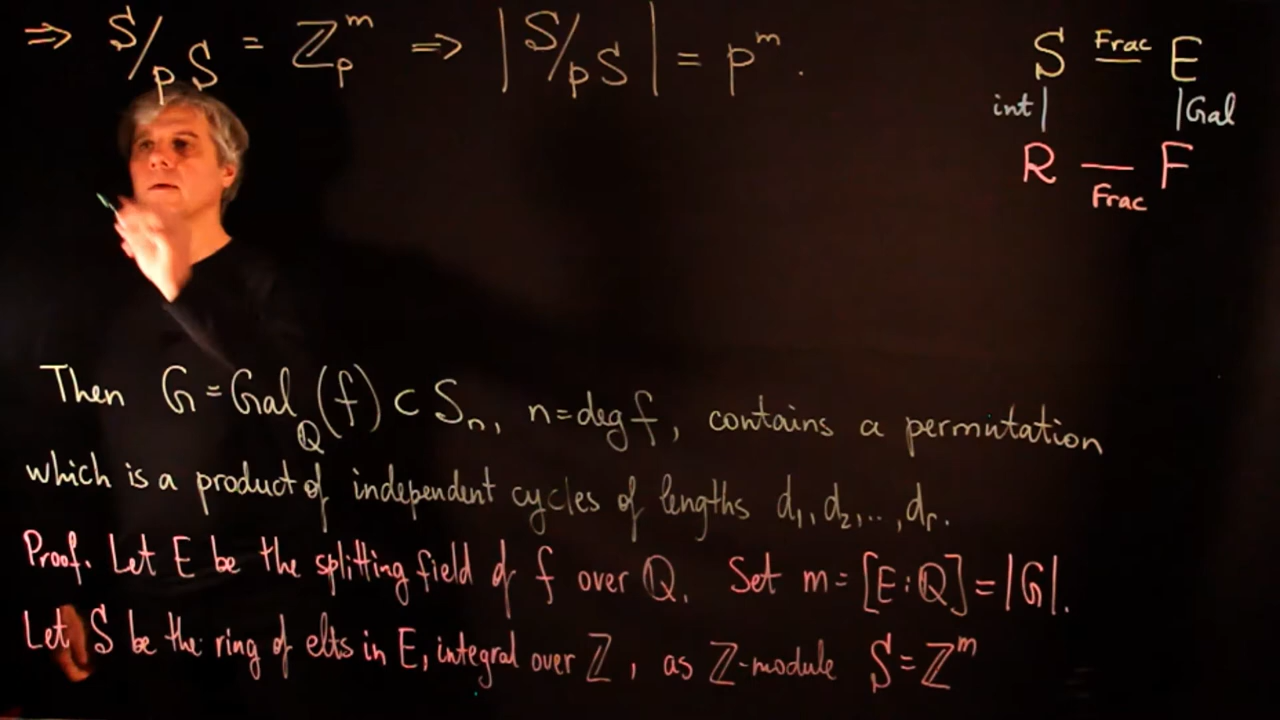 ⇒ S/pS = ℤ_p^m ⇒ |S/pS| = p^m.
S Frac E
int | | Gal
R — F
Frac
Then G = Gal_ℚ(f) ⊂ S_n, n = deg f, contains a permutation
which is a product of independent cycles of lengths d_1, d_2, .., d_r.
Proof. Let E be the splitting field of f over ℚ. Set m = [E:ℚ] = |G|.
Let S be the ring of elts in E, integral over ℤ, as ℤ-module S = ℤ^m